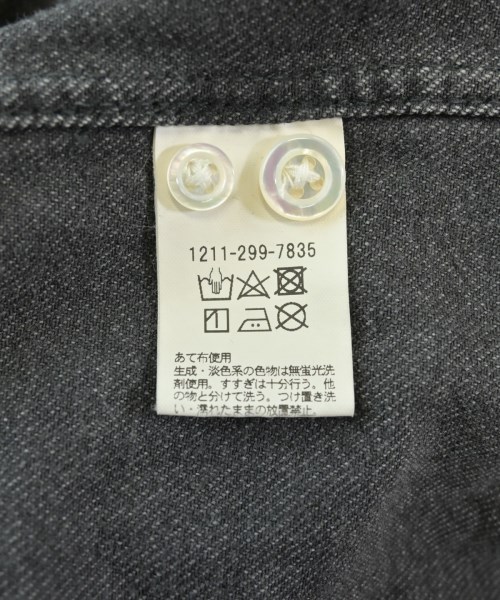 1211-299-7835
あて布使用
生成・淡色系の色物は無蛍光洗
剤使用。すすぎは十分行う。他
の物と分けて洗う。つけ置き洗
い・濡れたままの放置禁止。